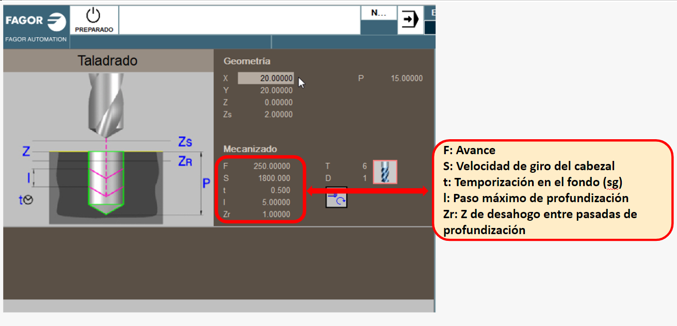 FAGOR
FAGOR AUTOMATION
PREPARADO
N...
Taladrado
Geometría
X 20.00000 P 15.00000
Y 20.00000
Z 0.00000
Zs 2.00000
Mecanizado
F 250.00000 T 6
S 1800.000 D 1
t 0.500
I 5.00000
Zr 1.00000
Zs
Z
ZR
I
P
t
F: Avance
S: Velocidad de giro del cabezal
t: Temporización en el fondo (sg)
I: Paso máximo de profundización
Zr: Z de desahogo entre pasadas de
profundización